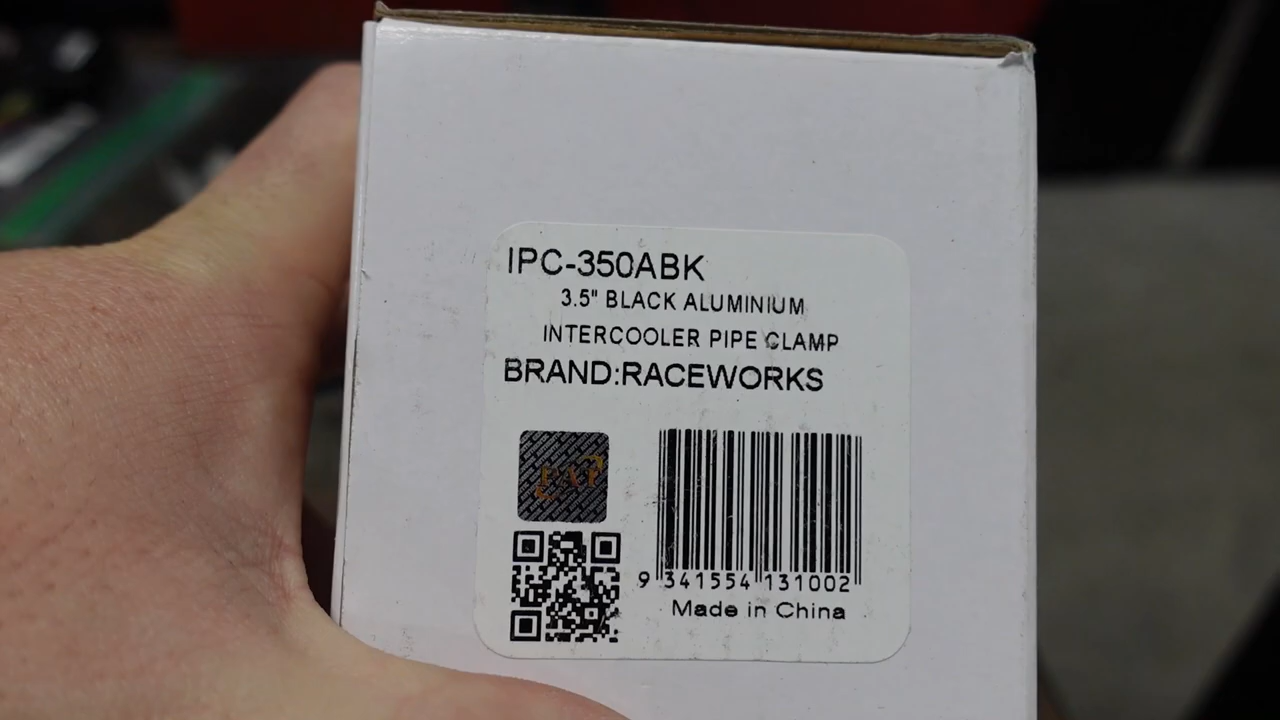 IPC-350ABK
3.5" BLACK ALUMINIUM
INTERCOOLER PIPE CLAMP
BRAND:RACEWORKS
9 341554 131002
Made in China